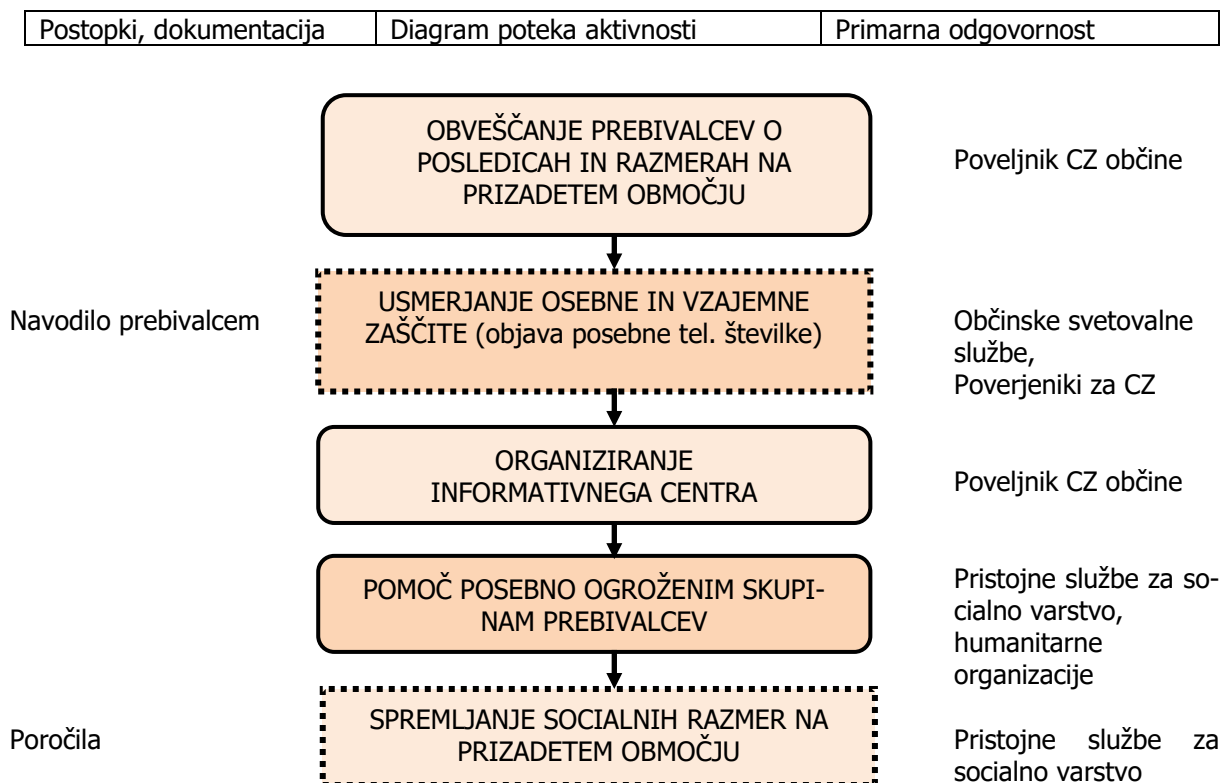 Postopki, dokumentacija Diagram poteka aktivnosti Primarna odgovornost
OBVEŠČANJE PREBIVALCEV O
POSLEDICAH IN RAZMERAH NA
PRIZADETEM OBMOČJU
Poveljnik CZ občine
Navodilo prebivalcem
USMERJANJE OSEBNE IN VZAJEMNE
ZAŠČITE (objava posebne tel. številke)
Občinske svetovalne
službe,
Poverjeniki za CZ
ORGANIZIRANJE
INFORMATIVNEGA CENTRA
Poveljnik CZ občine
POMOČ POSEBNO OGROŽENIM SKUPI-
NAM PREBIVALCEV
Pristojne službe za so-
cialno varstvo,
humanitarne
organizacije
Poročila
SPREMLJANJE SOCIALNIH RAZMER NA
PRIZADETEM OBMOČJU
Pristojne službe za
socialno varstvo